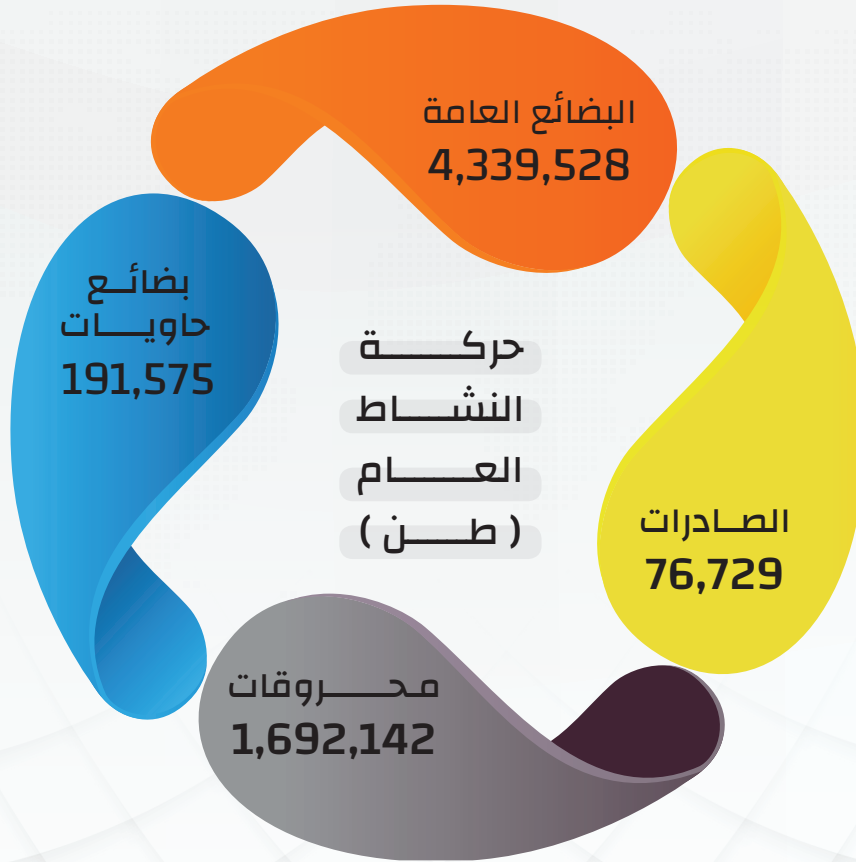 البضائع العامة
4,339,528
بضائع
حاويات
191,575
حركة
النشاط
العام
( طن )
الصادرات
76,729
محروقات
1,692,142